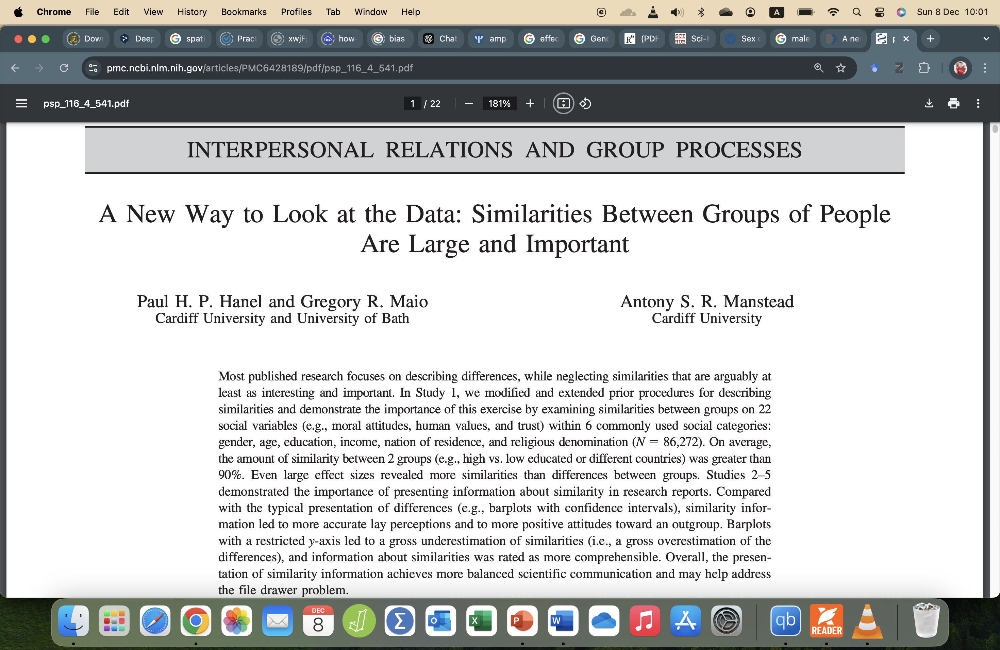 Chrome File Edit View History Bookmarks Profiles Tab Window Help A Sun 8 Dec 10:01
Dow Deep spati Pract xwjF how- bias Chat amp- effec Genc (PDF Sci-H Sex male A ne
pmc.ncbi.nlm.nih.gov/articles/PMC6428189/pdf/psp_116_4_541.pdf
psp_116_4_541.pdf 1 / 22 181%
INTERPERSONAL RELATIONS AND GROUP PROCESSES
A New Way to Look at the Data: Similarities Between Groups of People
Are Large and Important
Paul H. P. Hanel and Gregory R. Maio
Cardiff University and University of Bath
Antony S. R. Manstead
Cardiff University
Most published research focuses on describing differences, while neglecting similarities that are arguably at
least as interesting and important. In Study 1, we modified and extended prior procedures for describing
similarities and demonstrate the importance of this exercise by examining similarities between groups on 22
social variables (e.g., moral attitudes, human values, and trust) within 6 commonly used social categories:
gender, age, education, income, nation of residence, and religious denomination (N = 86,272). On average,
the amount of similarity between 2 groups (e.g., high vs. low educated or different countries) was greater than
90%. Even large effect sizes revealed more similarities than differences between groups. Studies 2–5
demonstrated the importance of presenting information about similarity in research reports. Compared
with the typical presentation of differences (e.g., barplots with confidence intervals), similarity infor-
mation led to more accurate lay perceptions and to more positive attitudes toward an outgroup. Barplots
with a restricted y-axis led to a gross underestimation of similarities (i.e., a gross overestimation of the
differences), and information about similarities was rated as more comprehensible. Overall, the presen-
tation of similarity information achieves more balanced scientific communication and may help address
the file drawer problem.
DEC
8
qb
READER